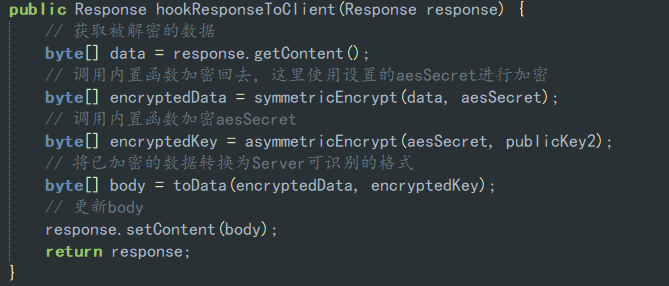 public Response hookResponseToClient(Response response) {
// 获取被解密的数据
byte[] data = response.getContent();
// 调用内置函数加密回去，这里使用设置的aesSecret进行加密
byte[] encryptedData = symmetricEncrypt(data, aesSecret);
// 调用内置函数加密aesSecret
byte[] encryptedKey = asymmetricEncrypt(aesSecret, publicKey2);
// 将已加密的数据转换为Server可识别的格式
byte[] body = toData(encryptedData, encryptedKey);
// 更新body
response.setContent(body);
return response;
}